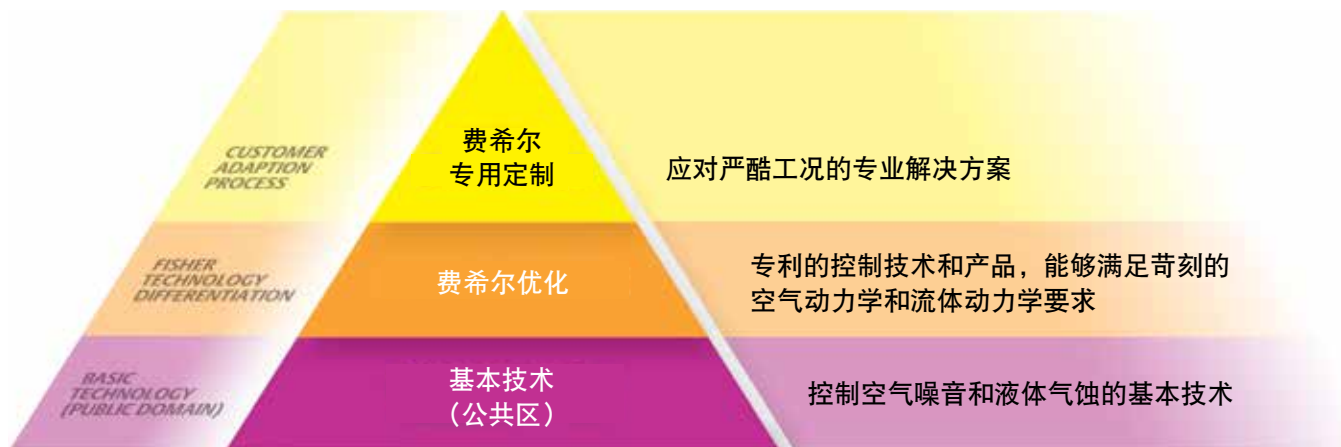 CUSTOMER
ADAPTION
PROCESS
费希尔
专用定制
应对严酷工况的专业解决方案
FISHER
TECHNOLOGY
DIFFERENTIATION
费希尔优化
专利的控制技术和产品，能够满足苛刻的
空气动力学和流体动力学要求
BASIC
TECHNOLOGY
(PUBLIC DOMAIN)
基本技术
（公共区）
控制空气噪音和液体气蚀的基本技术